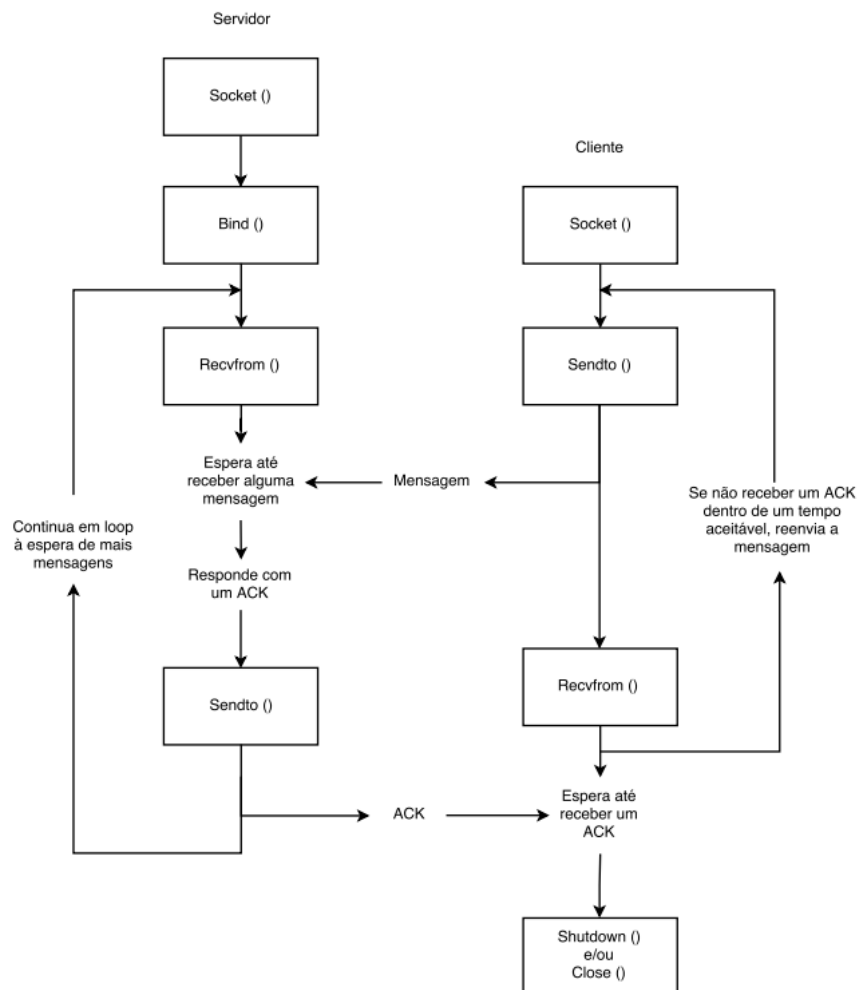 Servidor
Socket ()
Cliente
Bind ()
Socket ()
Recvfrom ()
Sendto ()
Espera até
receber alguma
mensagem
Mensagem
Se não receber um ACK
dentro de um tempo
aceitável, reenvia a
mensagem
Continua em loop
à espera de mais
mensagens
Responde com
um ACK
Sendto ()
Recvfrom ()
ACK
Espera até
receber um
ACK
Shutdown ()
e/ou
Close ()